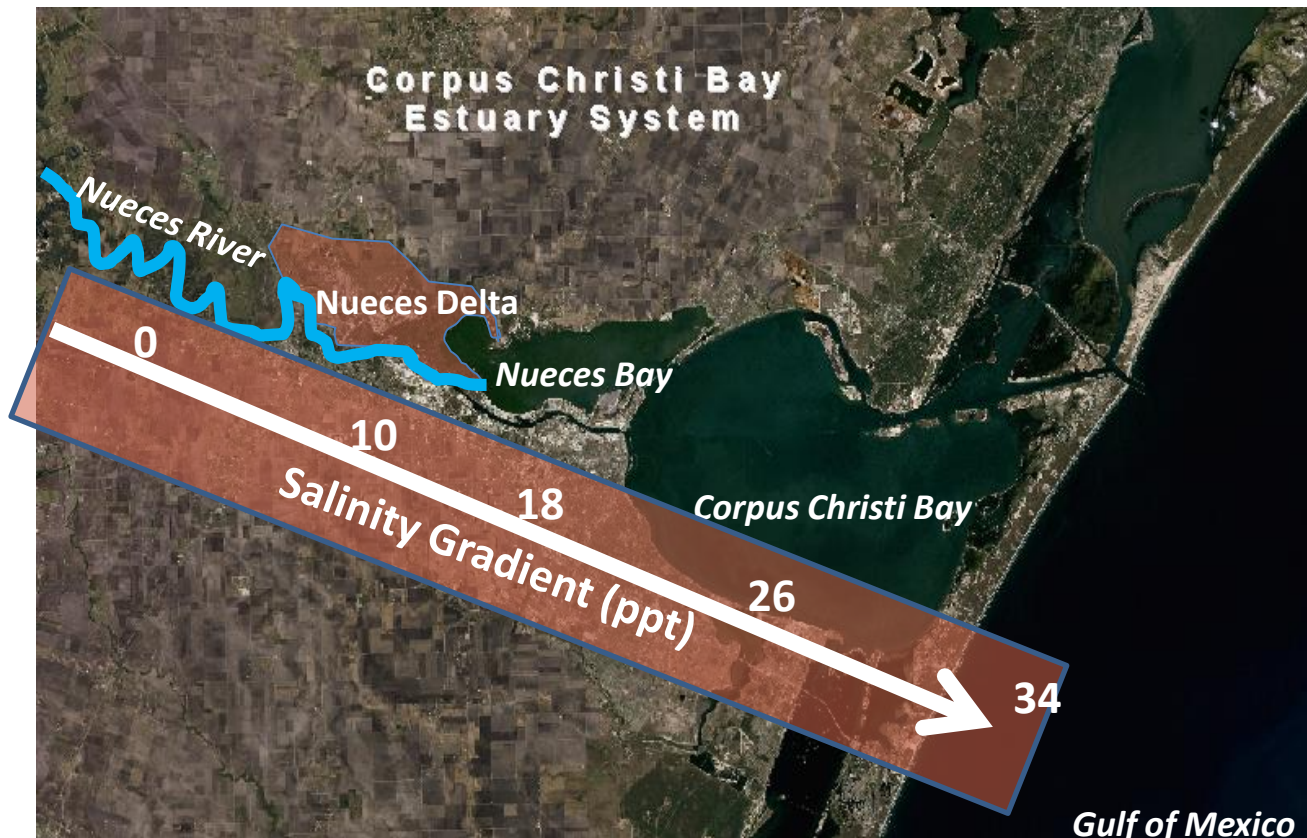 Corpus Christi Bay
Estuary System
Nueces River
Nueces Delta
0
Nueces Bay
10
18
Corpus Christi Bay
Salinity Gradient (ppt)
26
34
Gulf of Mexico